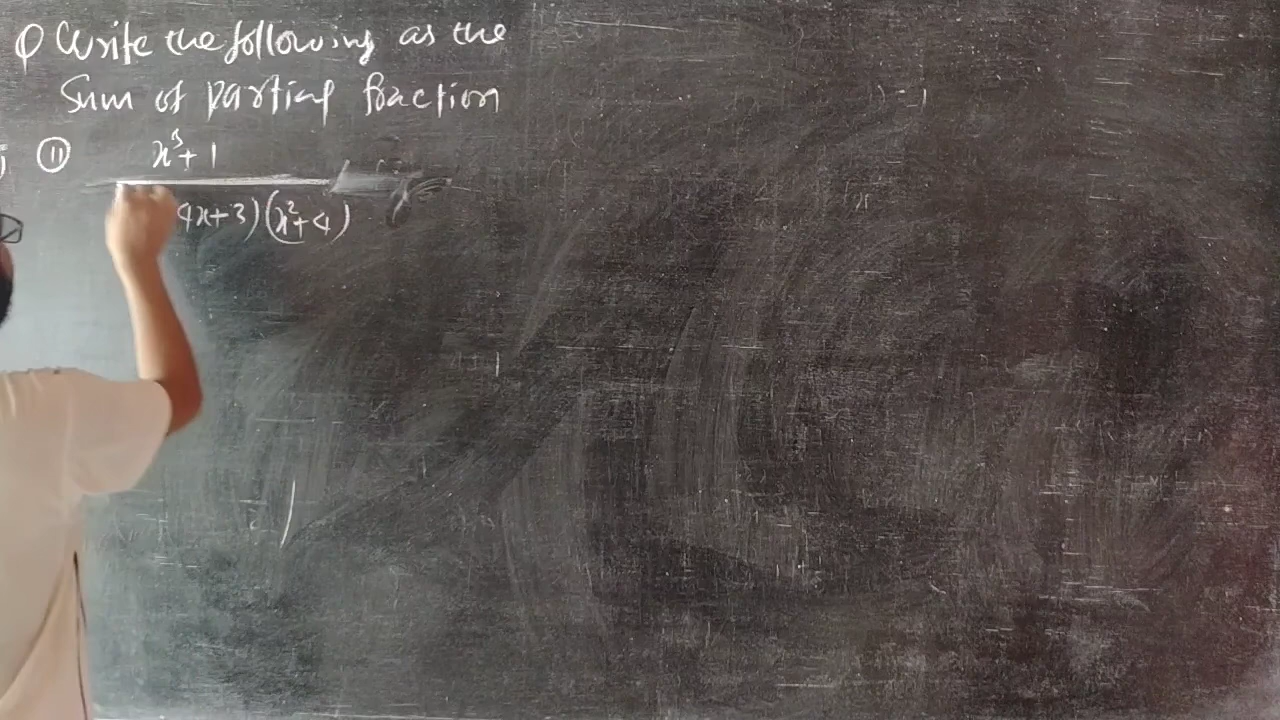 Q Write the following as the
Sum of partial fraction
(11) x³+1
4x+3)(x²+4)